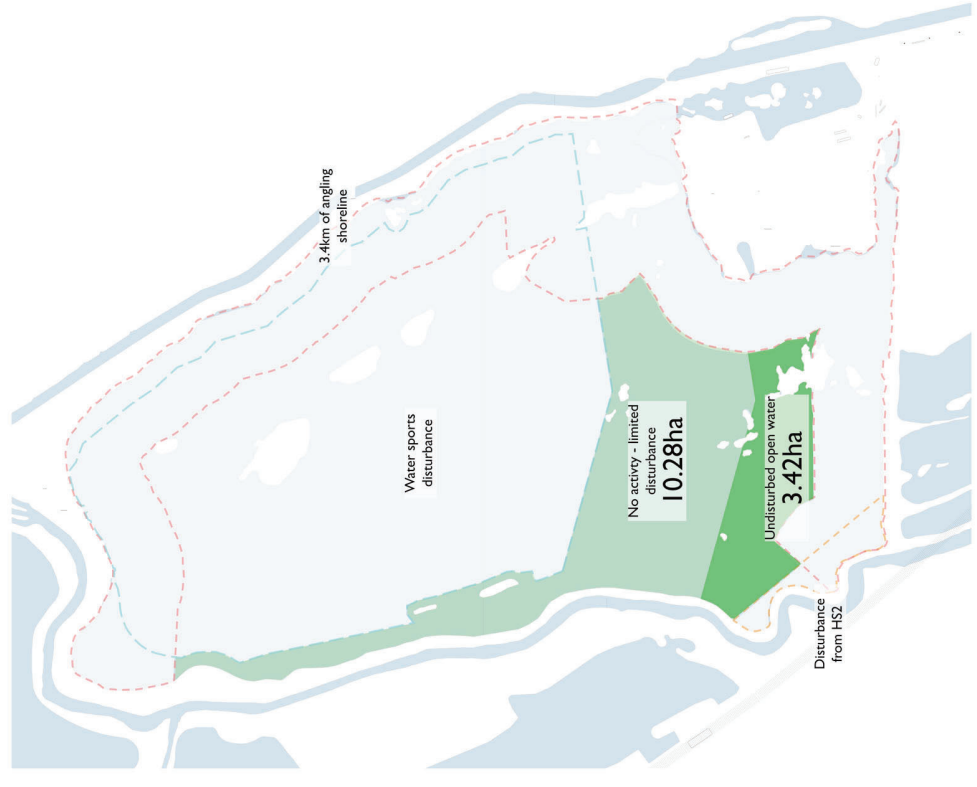 3.4km of angling
shoreline
Water sports
disturbance
No activty - limited
disturbance
10.28ha
Undisturbed open water
3.42ha
Disturbance
from HS2